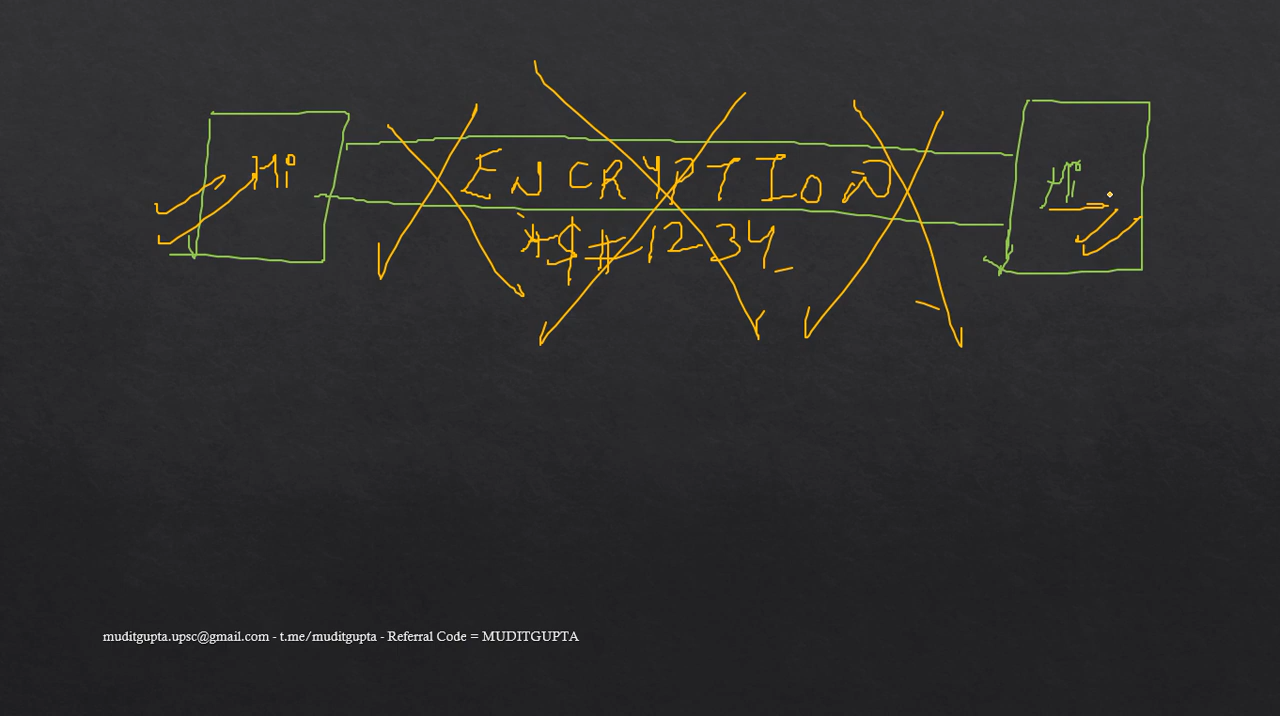 Hi
ENCRYPTION
Hi
*$#1234
muditgupta.upsc@gmail.com - t.me/muditgupta - Referral Code = MUDITGUPTA